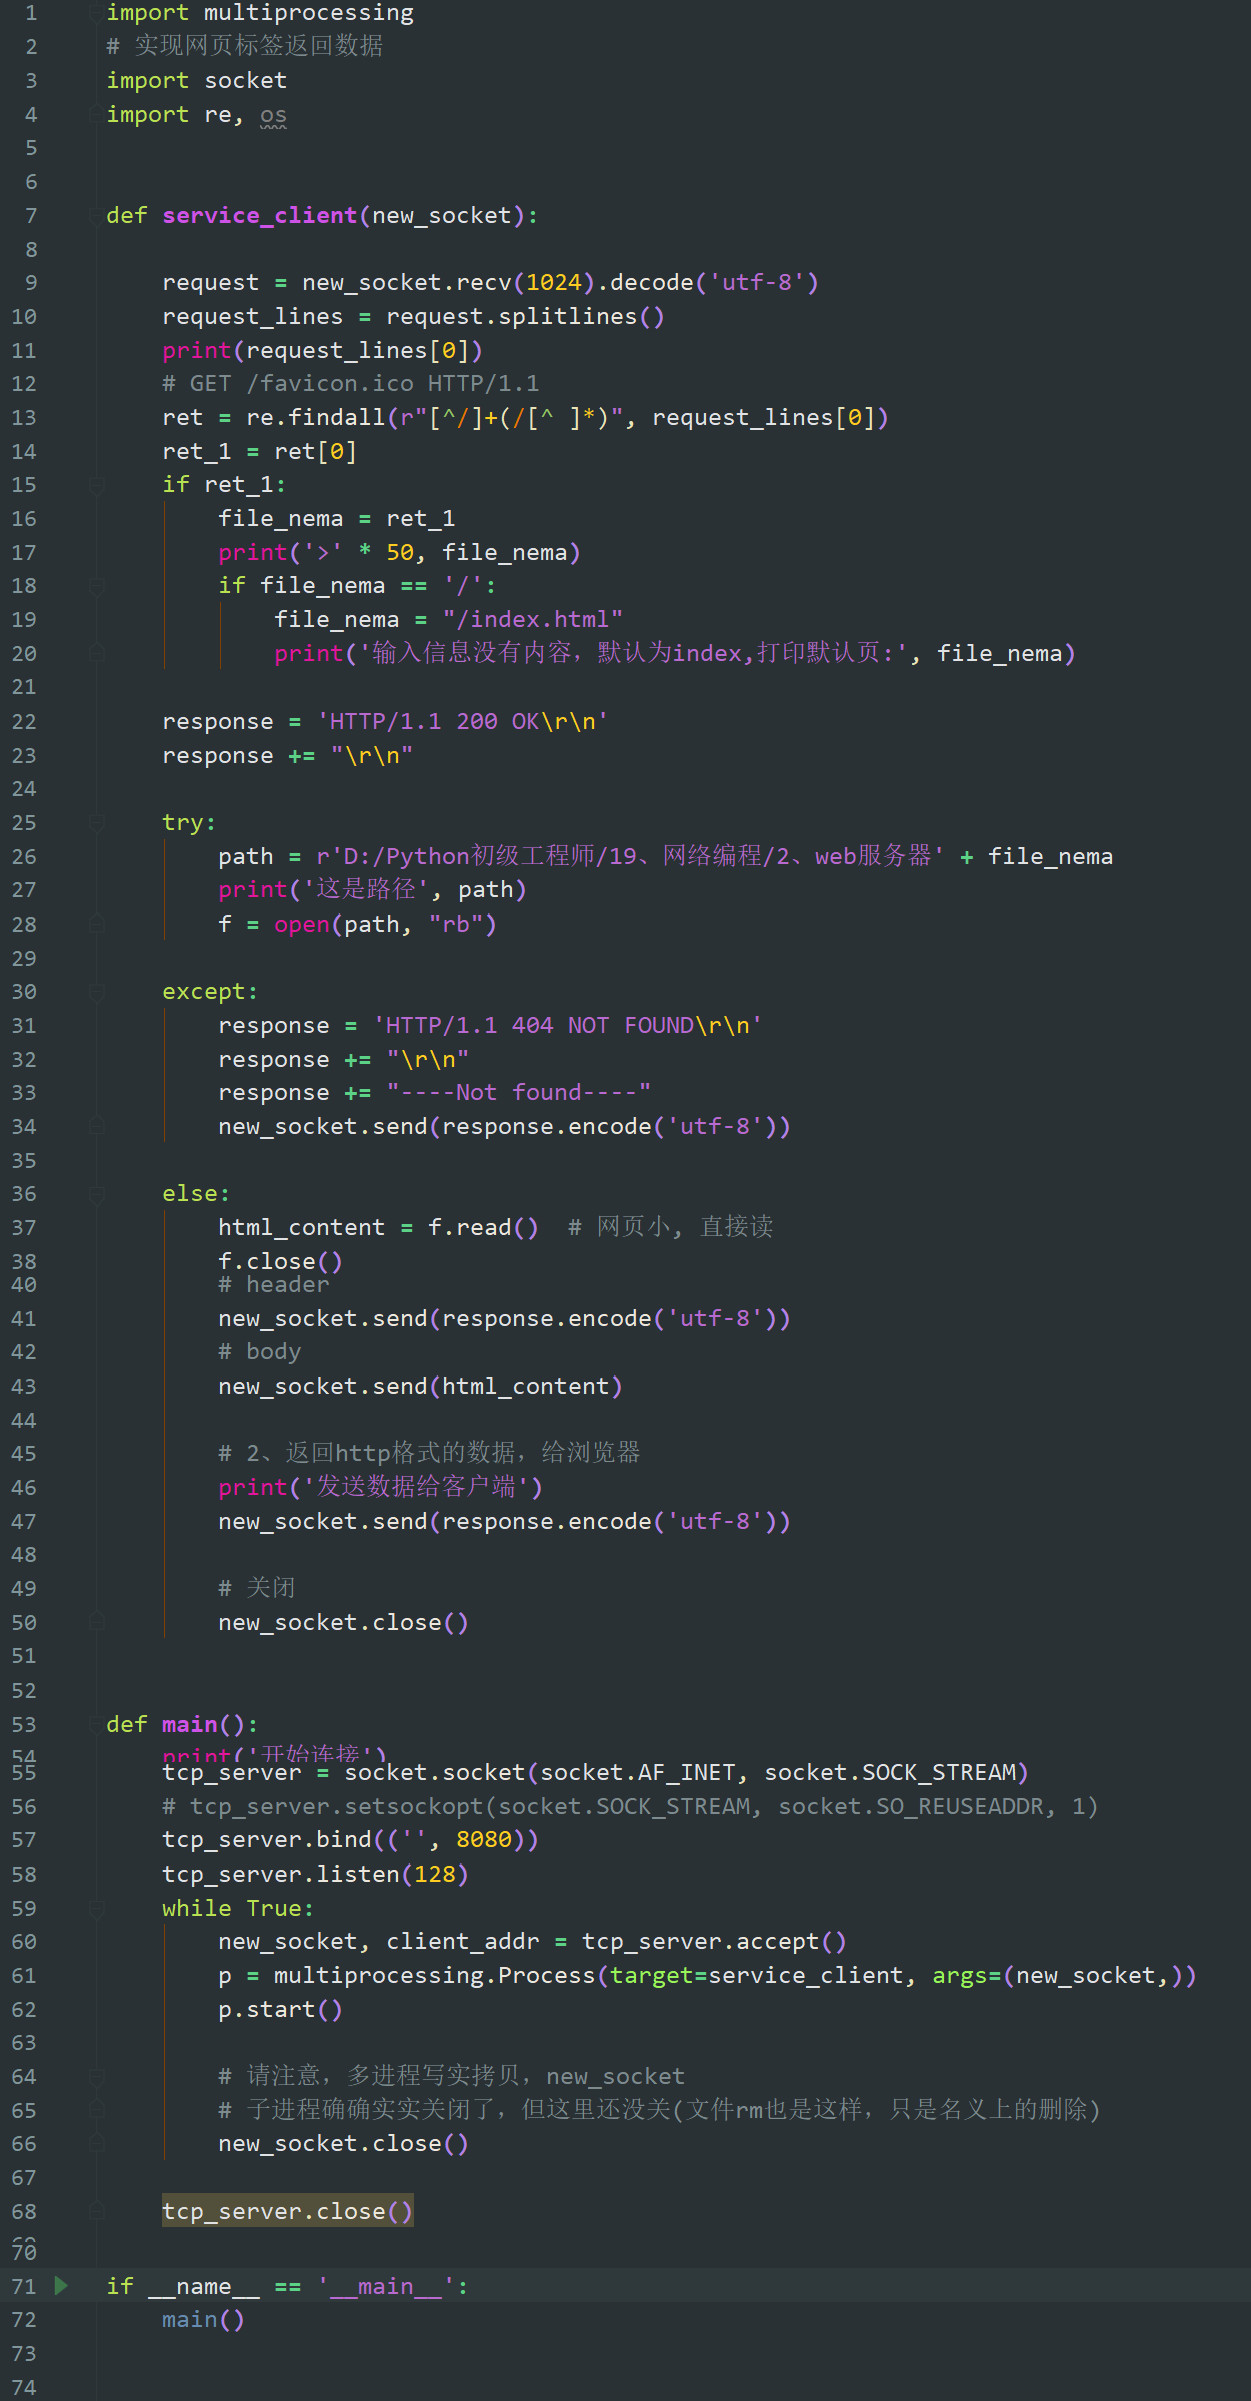 1 import multiprocessing
2 # 实现网页标签返回数据
3 import socket
4 import re, os
5
6
7 def service_client(new_socket):
8
9     request = new_socket.recv(1024).decode('utf-8')
10     request_lines = request.splitlines()
11     print(request_lines[0])
12     # GET /favicon.ico HTTP/1.1
13     ret = re.findall(r"[^/]+(/[^ ]*)", request_lines[0])
14     ret_1 = ret[0]
15     if ret_1:
16         file_nema = ret_1
17         print('>' * 50, file_nema)
18         if file_nema == '/':
19             file_nema = "/index.html"
20             print('输入信息没有内容，默认为index,打印默认页:', file_nema)
21
22     response = 'HTTP/1.1 200 OK\r\n'
23     response += "\r\n"
24
25     try:
26         path = r'D:/Python初级工程师/19、网络编程/2、web服务器' + file_nema
27         print('这是路径', path)
28         f = open(path, "rb")
29
30     except:
31         response = 'HTTP/1.1 404 NOT FOUND\r\n'
32         response += "\r\n"
33         response += "----Not found----"
34         new_socket.send(response.encode('utf-8'))
35
36     else:
37         html_content = f.read()  # 网页小, 直接读
38         f.close()
40         # header
41         new_socket.send(response.encode('utf-8'))
42         # body
43         new_socket.send(html_content)
44
45         # 2、返回http格式的数据，给浏览器
46         print('发送数据给客户端')
47         new_socket.send(response.encode('utf-8'))
48
49         # 关闭
50         new_socket.close()
51
52
53 def main():
54     print('开始连接')
55     tcp_server = socket.socket(socket.AF_INET, socket.SOCK_STREAM)
56     # tcp_server.setsockopt(socket.SOCK_STREAM, socket.SO_REUSEADDR, 1)
57     tcp_server.bind(('', 8080))
58     tcp_server.listen(128)
59     while True:
60         new_socket, client_addr = tcp_server.accept()
61         p = multiprocessing.Process(target=service_client, args=(new_socket,))
62         p.start()
63
64         # 请注意，多进程写实拷贝，new_socket
65         # 子进程确确实实关闭了，但这里还没关(文件rm也是这样，只是名义上的删除)
66         new_socket.close()
67
68     tcp_server.close()
69
70
71 if __name__ == '__main__':
72     main()
73
74